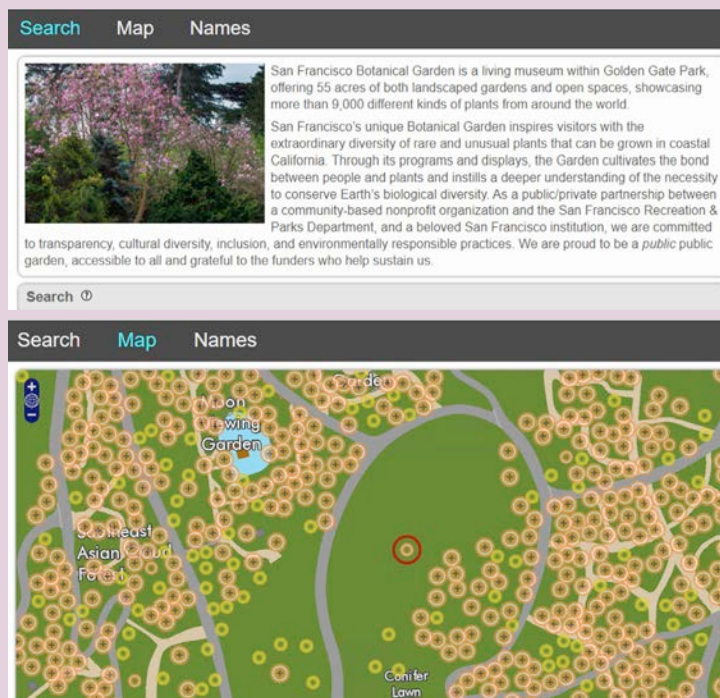 Search Map Names
San Francisco Botanical Garden is a living museum within Golden Gate Park,
offering 55 acres of both landscaped gardens and open spaces, showcasing
more than 9,000 different kinds of plants from around the world.
San Francisco's unique Botanical Garden inspires visitors with the
extraordinary diversity of rare and unusual plants that can be grown in coastal
California. Through its programs and displays, the Garden cultivates the bond
between people and plants and instills a deeper understanding of the necessity
to conserve Earth's biological diversity. As a public/private partnership between
a community-based nonprofit organization and the San Francisco Recreation &
Parks Department, and a beloved San Francisco institution, we are committed
to transparency, cultural diversity, inclusion, and environmentally responsible practices. We are proud to be a public public
garden, accessible to all and grateful to the funders who help sustain us.
Search
Search Map Names
Garden
Moon
Viewing
Garden
Southeast
Asian Cloud
Forest
Conifer
Lawn